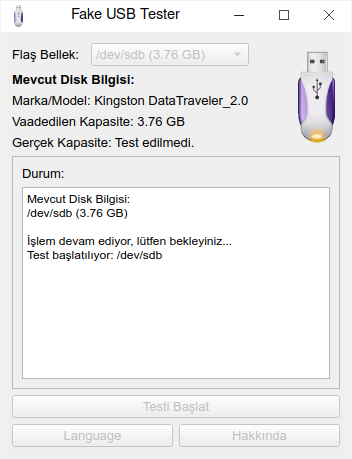 Fake USB Tester
Flaş Bellek: /dev/sdb (3.76 GB)
Mevcut Disk Bilgisi:
Marka/Model: Kingston DataTraveler_2.0
Vaadedilen Kapasite: 3.76 GB
Gerçek Kapasite: Test edilmedi.
Durum:
Mevcut Disk Bilgisi:
/dev/sdb (3.76 GB)
İşlem devam ediyor, lütfen bekleyiniz...
Test başlatılıyor: /dev/sdb
Testi Başlat
Language Hakkında